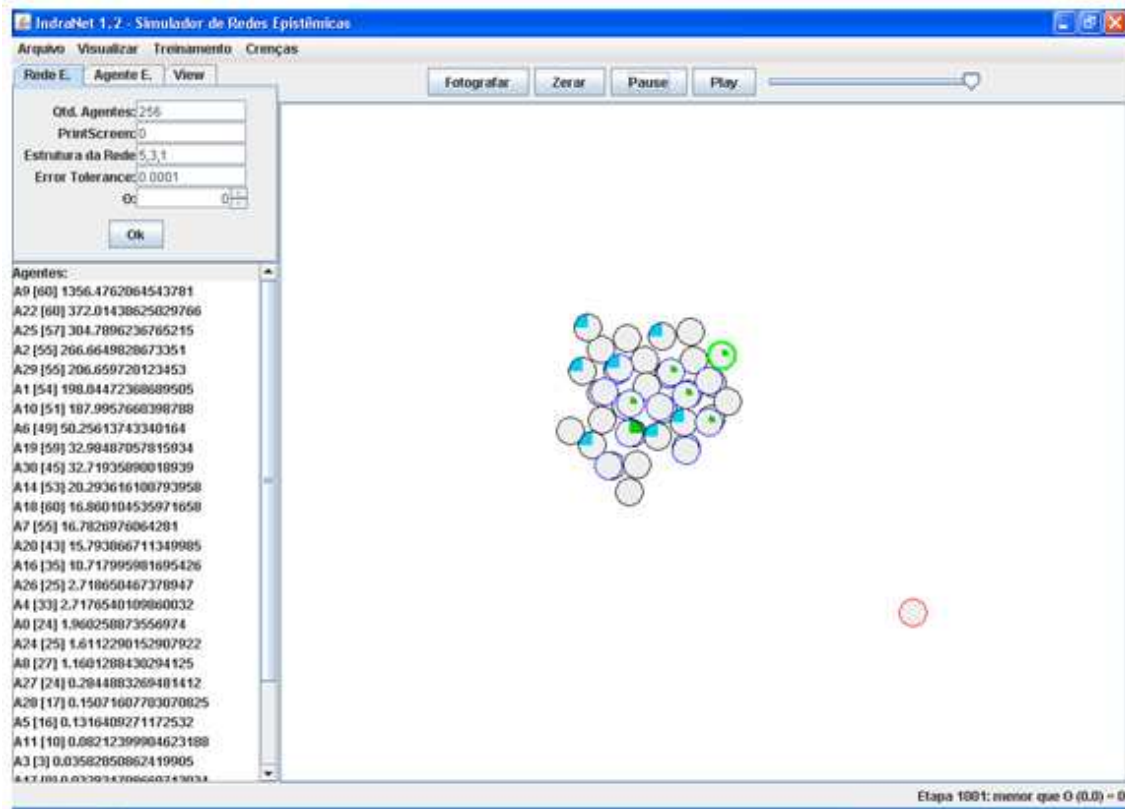 IndraNet 1.2 - Simulador de Redes Epistêmicas
Arquivo Visualizar Treinamento Crenças
Rede E. Agente E. View
Fotografar Zerar Pause Play
Qtd. Agentes: 256
PrintScreen: 0
Estrutura da Rede 5,3,1
Error Tolerance: 0.0001
Θ: 0
Ok
Agentes:
A9 [60] 1356.4762064543781
A22 [60] 372.01438625029766
A25 [57] 304.7896236765215
A2 [55] 266.6649828673351
A29 [55] 206.659728123453
A1 [54] 198.04472368689505
A10 [51] 187.9957660398788
A6 [49] 50.25613743340164
A19 [59] 32.98487057815934
A30 [45] 32.71935890018939
A14 [53] 20.293616108793958
A18 [60] 16.860104535971658
A7 [55] 16.7826976064281
A20 [43] 15.793866711349985
A16 [35] 10.717995981695426
A26 [25] 2.718650467378947
A4 [33] 2.7176540109860032
A0 [24] 1.960258873556974
A24 [25] 1.6112290152907922
A8 [27] 1.1601288430294125
A27 [24] 0.2844883269481412
A28 [17] 0.15071607703070825
A5 [16] 0.1316409271172532
A11 [10] 0.08212399904623188
A3 [3] 0.03582850862419905
Etapa 1001: menor que O (0.0) = 0